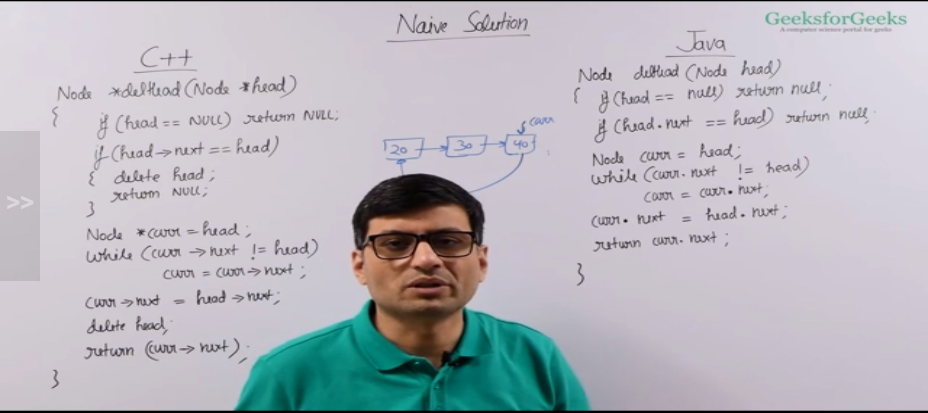 Naive Solution
GeeksforGeeks
A computer science portal for geeks
C++
Node *delHead(Node *head)
{
if (head == NULL) return NULL;
if (head→next == head)
{ delete head;
return NULL;
}
Node *curr = head;
while (curr → next != head)
curr = curr → next;
curr → next = head → next;
delete head;
return (curr → next);
}
curr
20
30
40
Java
Node delHead (Node head)
{ if (head == null) return null;
if (head.next == head) return null;
Node curr = head;
while (curr.next != head)
curr = curr.next;
curr.next = head.next;
return curr.next;
}
>>